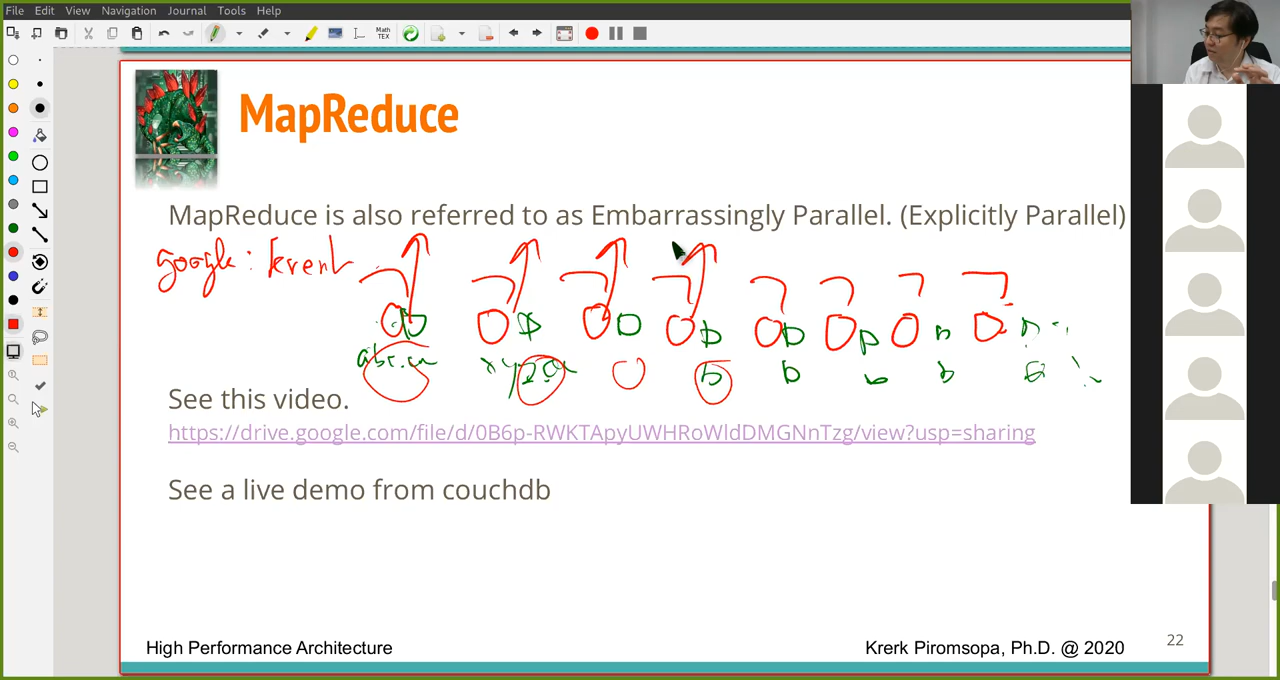 File Edit View Navigation Journal Tools Help
Math
TEX
MapReduce
MapReduce is also referred to as Embarrassingly Parallel. (Explicitly Parallel)
google :
D D D D D D
b b b b
See this video.
https://drive.google.com/file/d/0B6p-RWKTApyUWHRoWldDMGNnTzg/view?usp=sharing
See a live demo from couchdb
22
High Performance Architecture
Krerk Piromsopa, Ph.D. @ 2020